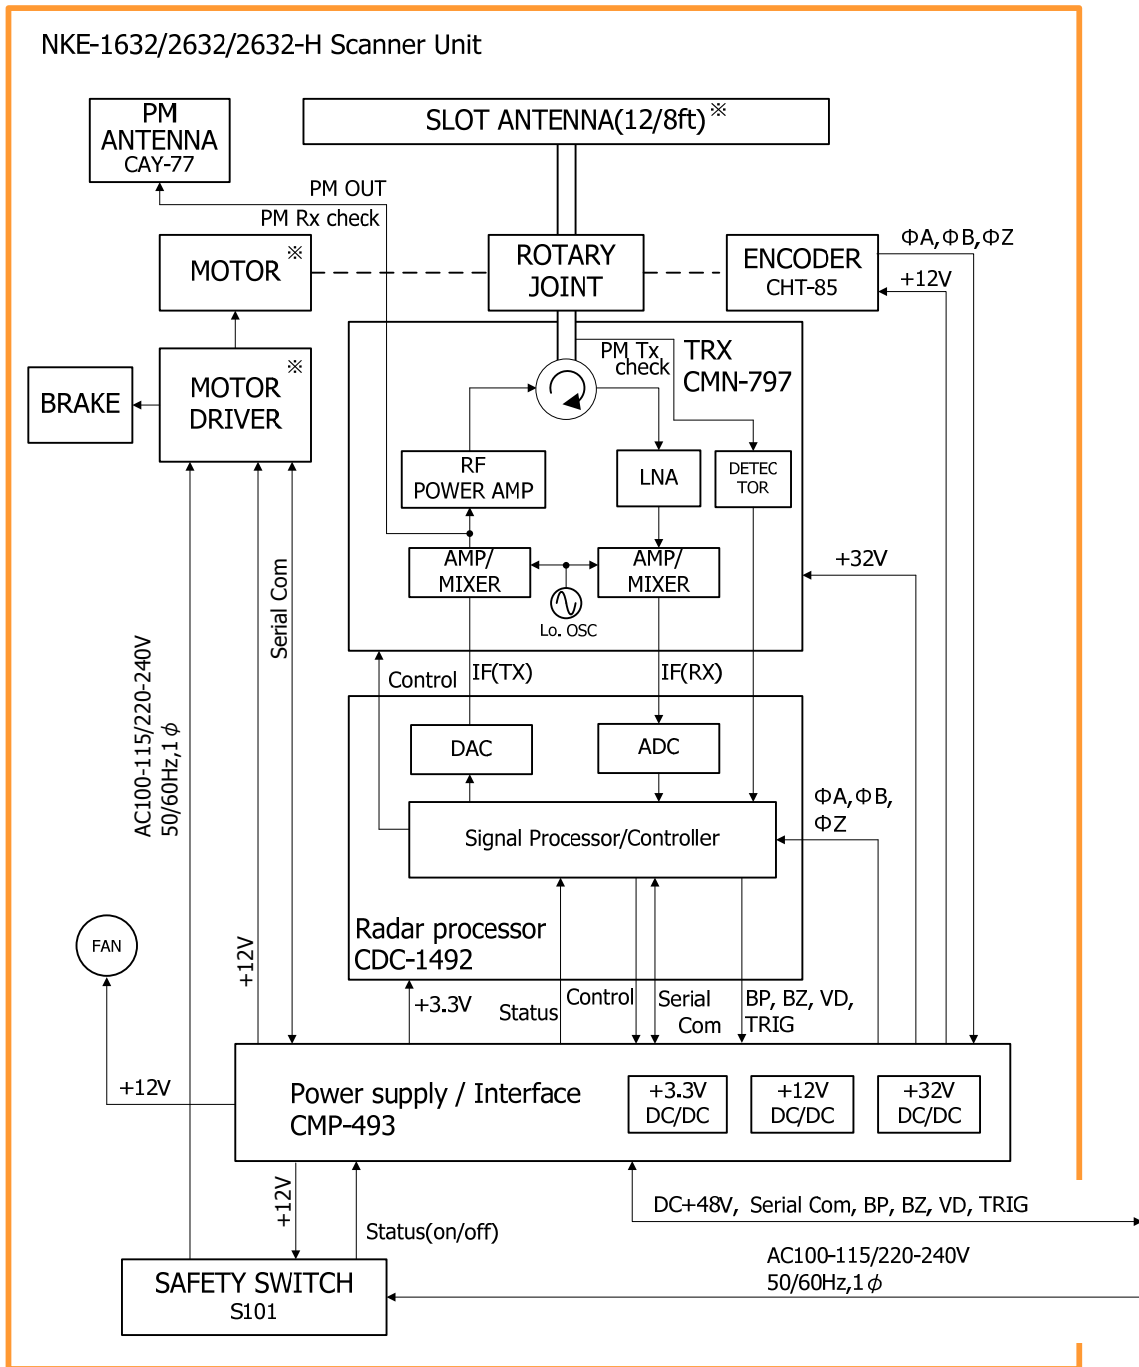 NKE-1632/2632/2632-H Scanner Unit
PM
ANTENNA
CAY-77
SLOT ANTENNA(12/8ft)※
PM OUT
PM Rx check
MOTOR※
ROTARY
JOINT
ENCODER
CHT-85
ΦA,ΦB,ΦZ
+12V
BRAKE
MOTOR※
DRIVER
PM Tx
check
TRX
CMN-797
RF
POWER AMP
LNA
DETEC
TOR
AMP/
MIXER
AMP/
MIXER
Lo. OSC
+32V
Serial Com
AC100-115/220-240V
50/60Hz,1φ
Control
IF(TX)
IF(RX)
DAC
ADC
Signal Processor/Controller
ΦA,ΦB,
ΦZ
Radar processor
CDC-1492
FAN
+12V
+3.3V
Status
Control
Serial
Com
BP, BZ, VD,
TRIG
+12V
Power supply / Interface
CMP-493
+3.3V
DC/DC
+12V
DC/DC
+32V
DC/DC
+12V
Status(on/off)
DC+48V, Serial Com, BP, BZ, VD, TRIG
SAFETY SWITCH
S101
AC100-115/220-240V
50/60Hz,1φ